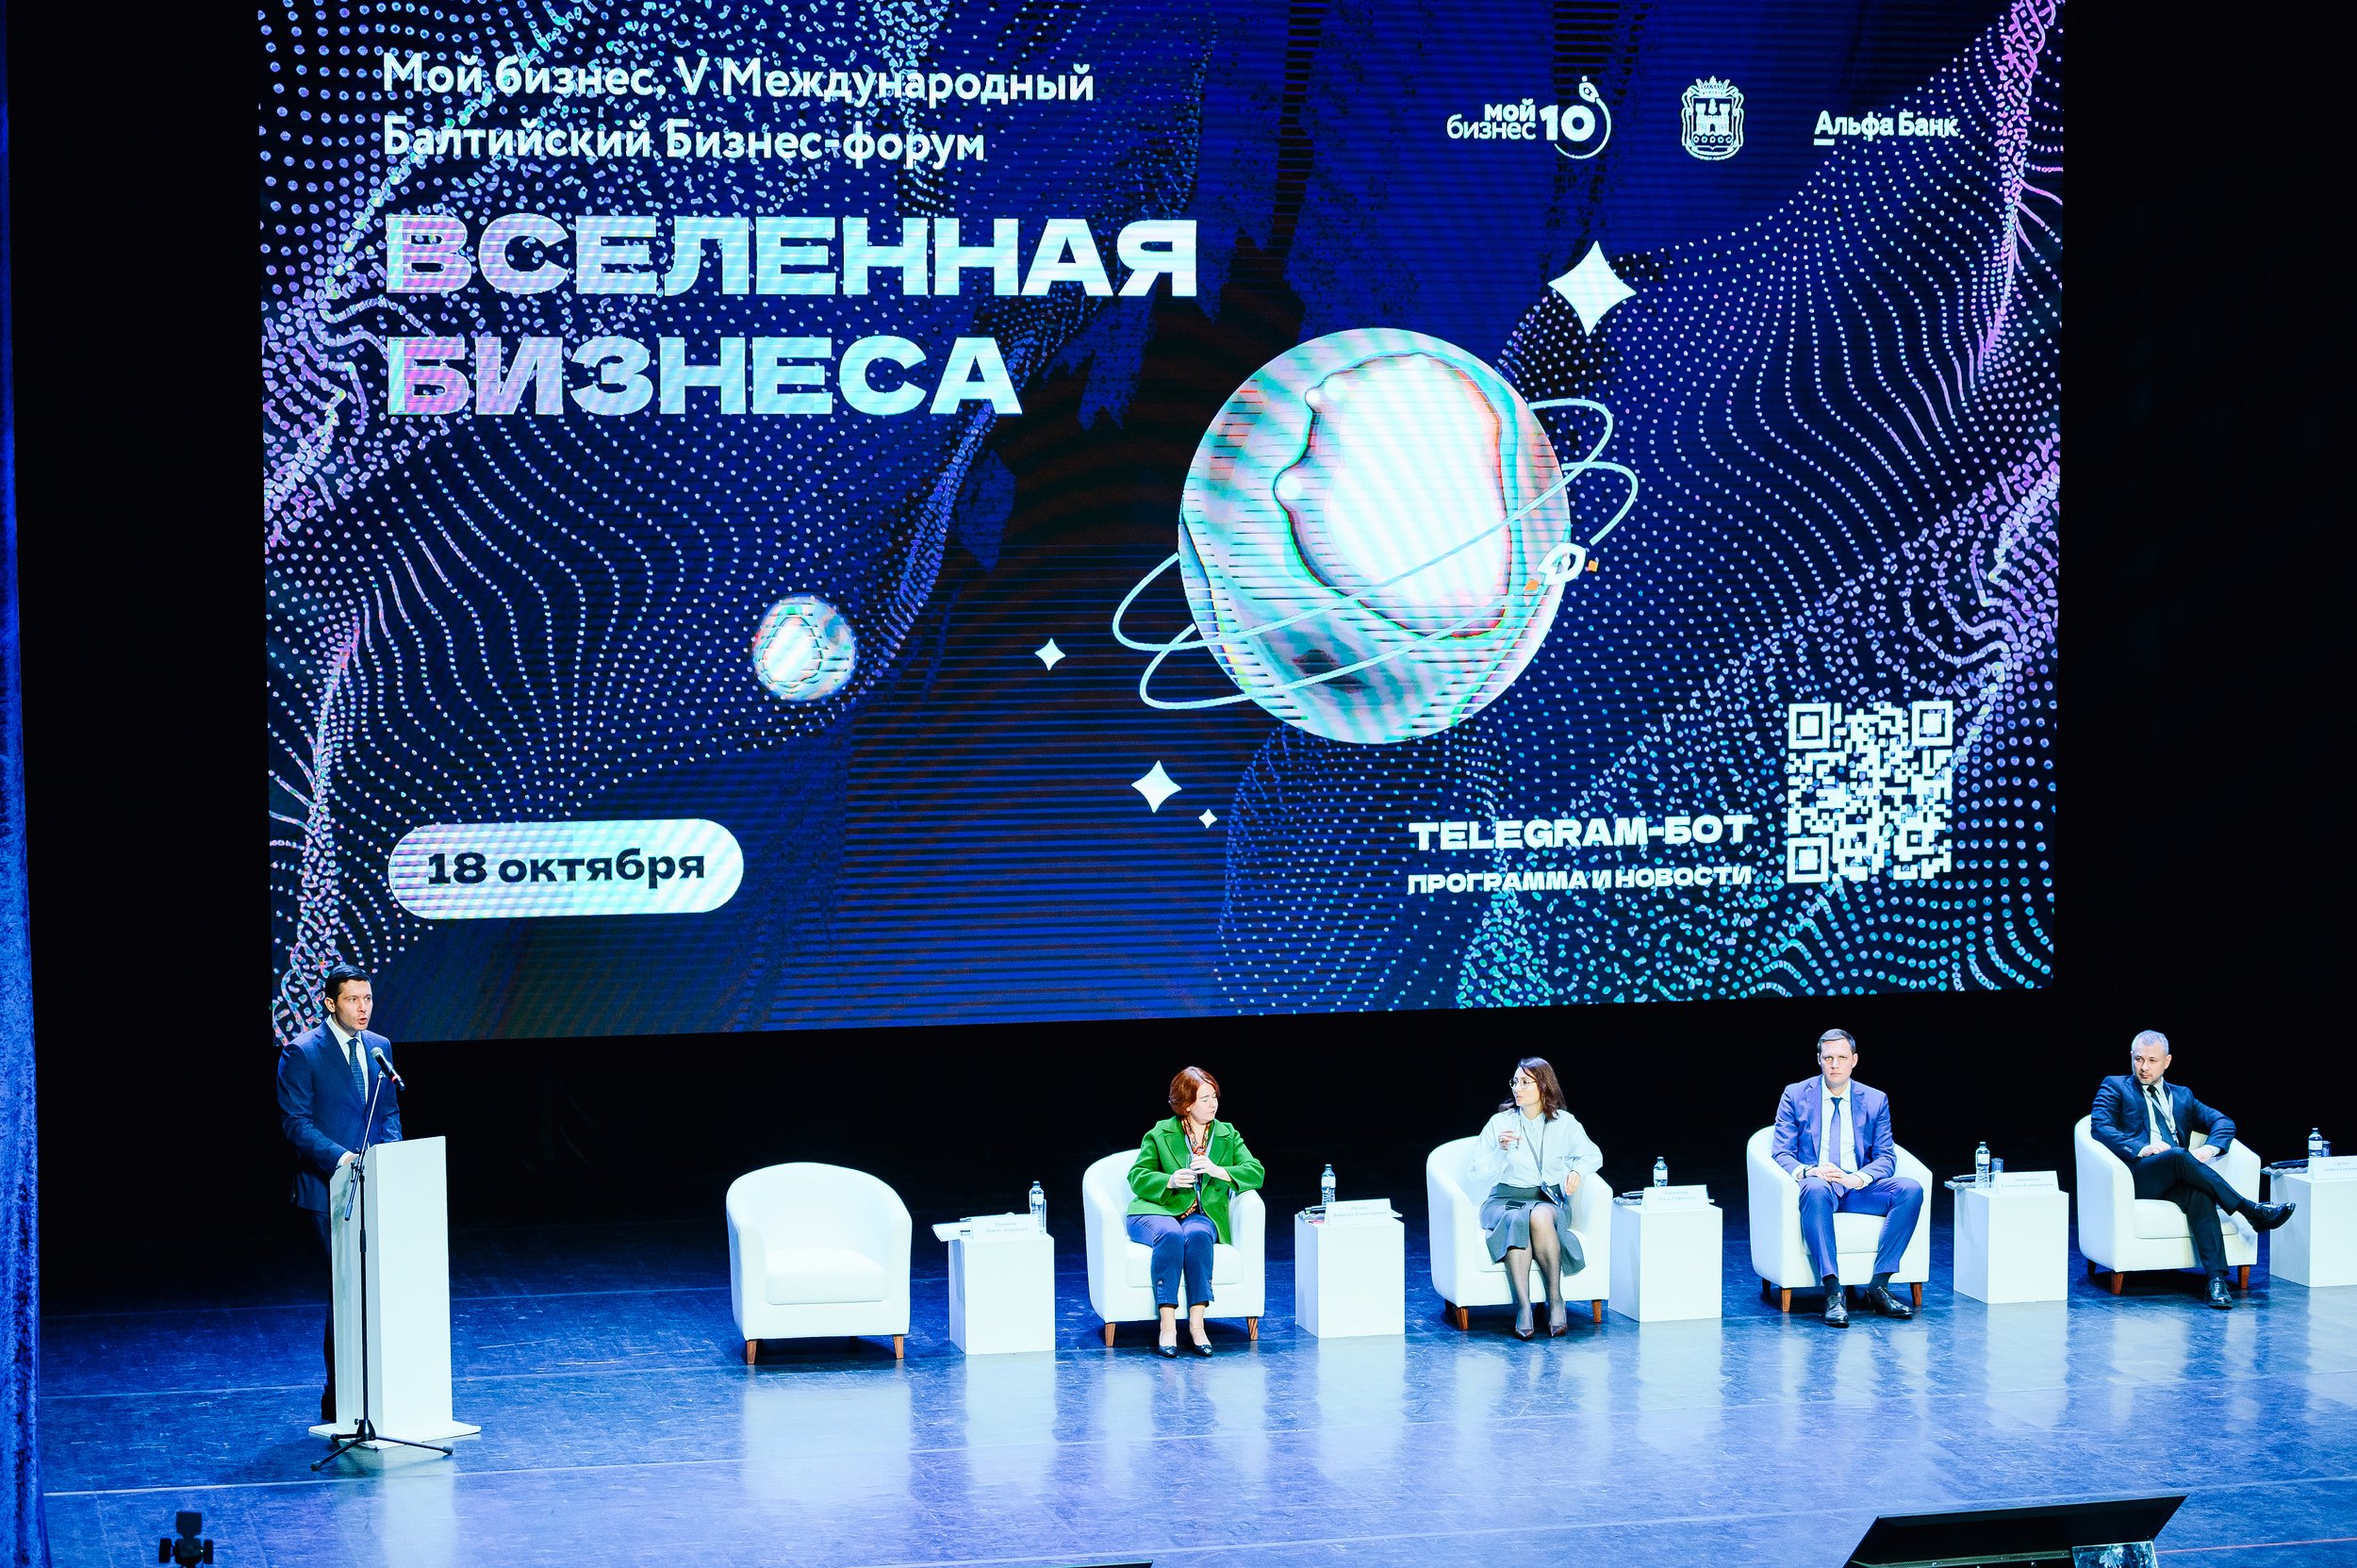 Мой бизнес. V Международный
Балтийский Бизнес-форум
мой
бизнес 10
Альфа Банк
ВСЕЛЕННАЯ
БИЗНЕСА
18 октября
TELEGRAM-БОТ
ПРОГРАММА И НОВОСТИ